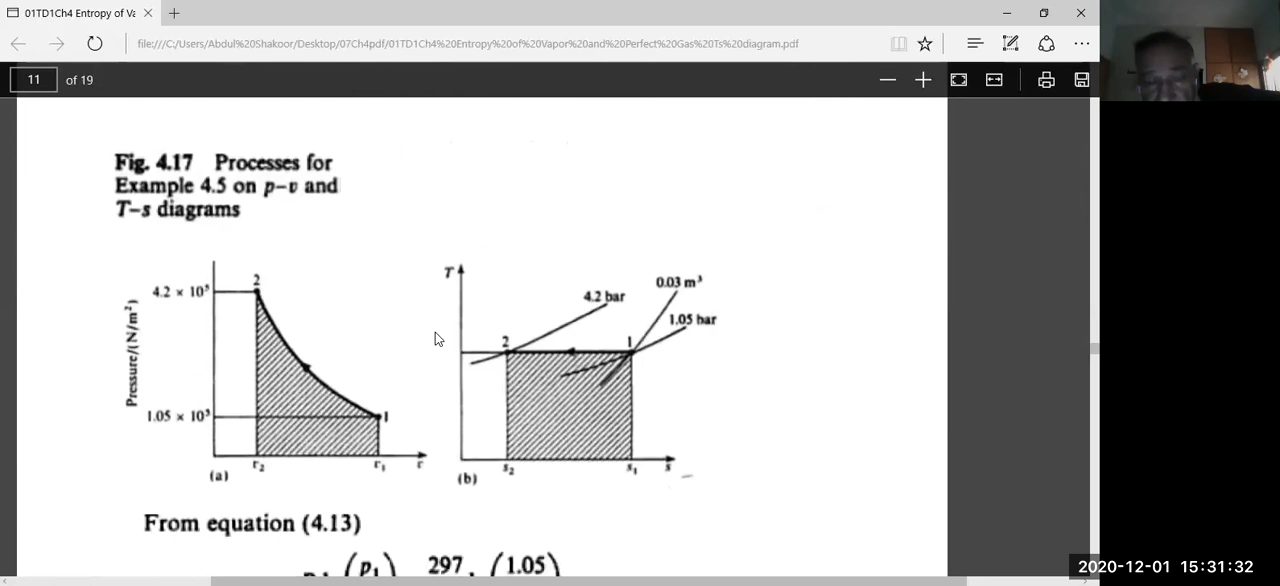 01TD1Ch4 Entropy of Va
file:///C:/Users/Abdul%20Shakoor/Desktop/07Ch4pdf/01TD1Ch4%20Entropy%20of%20Vapor%20and%20Perfect%20Gas%20Ts%20diagram.pdf
11 of 19
Fig. 4.17 Processes for
Example 4.5 on p-v and
T-s diagrams
Pressure/(N/m²)
4.2 × 10⁵
1.05 × 10⁵
2
1
v₂ v₁ v
(a)
T
4.2 bar
0.03 m³
1.05 bar
2
1
s₂ s₁ s
(b)
From equation (4.13)
297 (1.05)
2020-12-01 15:31:32